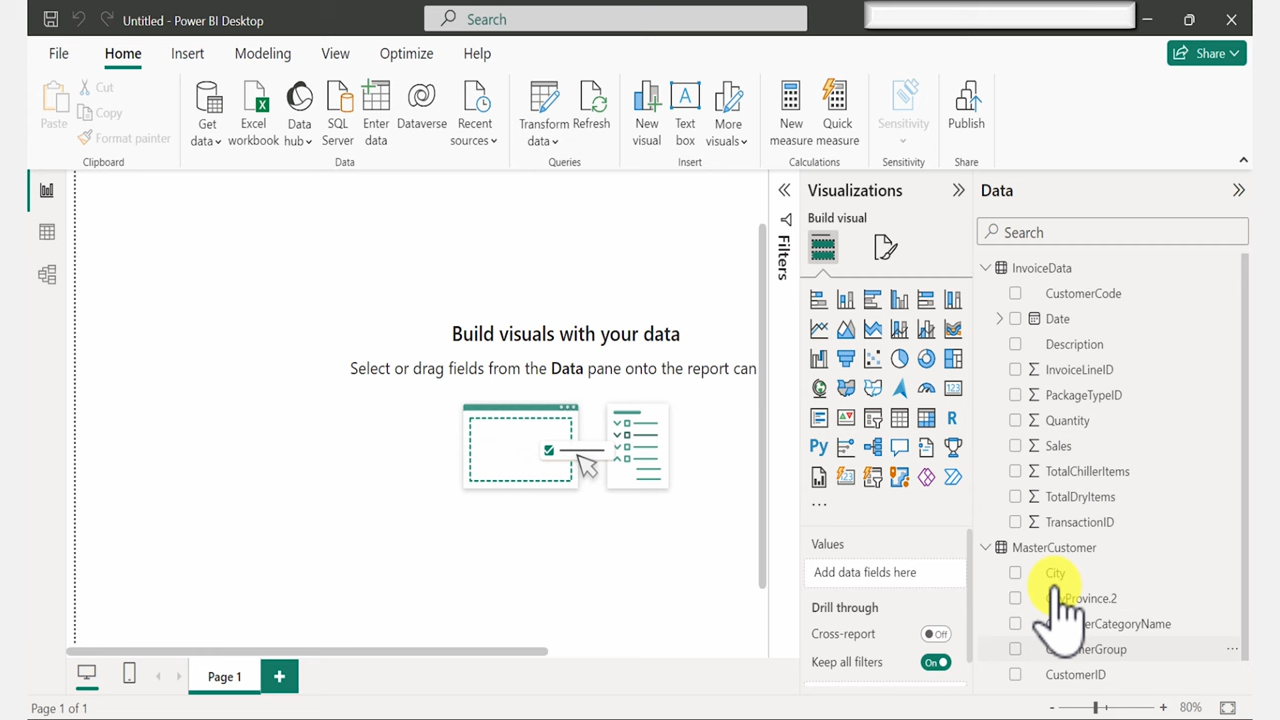 Untitled - Power BI Desktop
Search
File
Home
Insert
Modeling
View
Optimize
Help
Share
Paste
Cut
Copy
Format painter
Clipboard
Get
data
Excel
workbook
Data
hub
SQL
Server
Enter
data
Dataverse
Recent
sources
Data
Transform
data
Refresh
Queries
New
visual
A
Text
box
More
visuals
Insert
New
measure
Quick
measure
Calculations
Sensitivity
Sensitivity
Publish
Share
Build visuals with your data
Select or drag fields from the Data pane onto the report can
Filters
Visualizations
Build visual
123
R
Py
Values
Add data fields here
Drill through
Cross-report
Off
Keep all filters
On
Data
Search
InvoiceData
CustomerCode
Date
Description
∑ InvoiceLineID
∑ PackageTypeID
∑ Quantity
∑ Sales
∑ TotalChillerItems
∑ TotalDryItems
∑ TransactionID
MasterCustomer
City
Province.2
CategoryName
Group
CustomerID
Page 1
Page 1 of 1
- + 80%